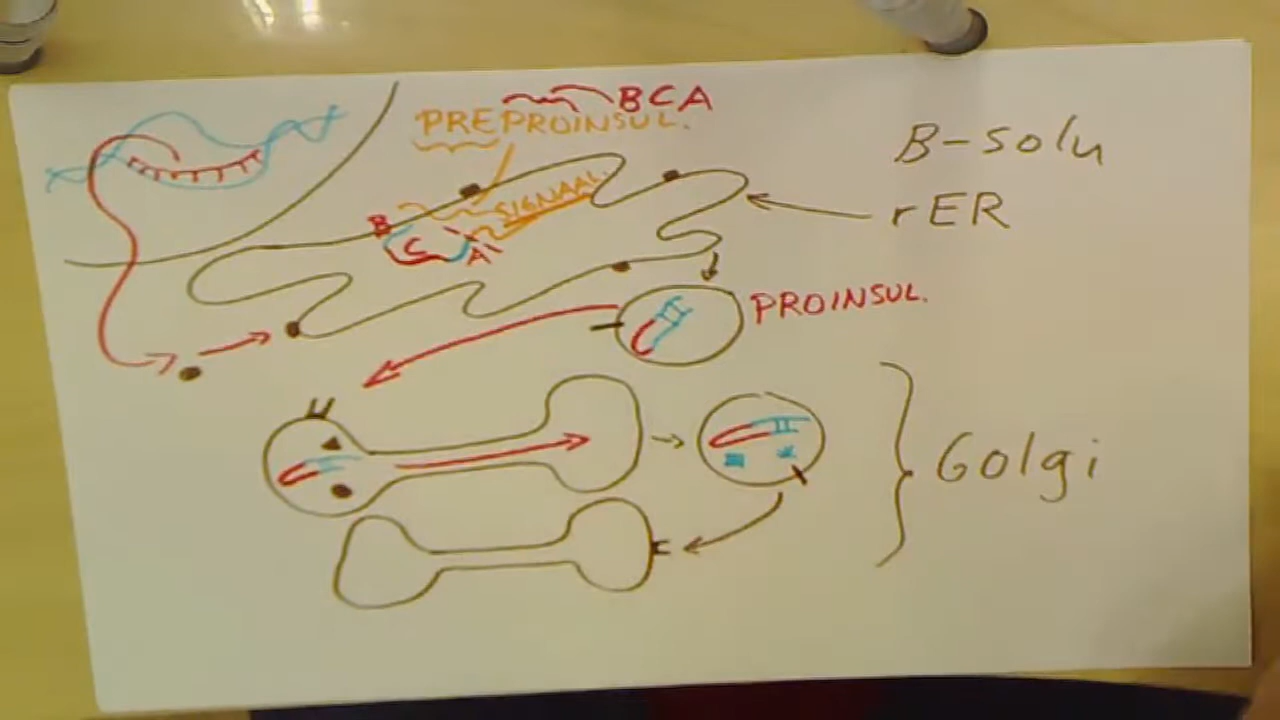 BCA
PREPROINSUL.
B-solu
SIGNAAL
rER
B
C
A
PROINSUL.
Golgi